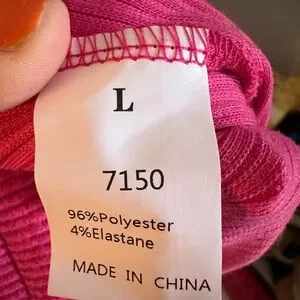 L
7150
96%Polyester
4%Elastane
MADE IN CHINA